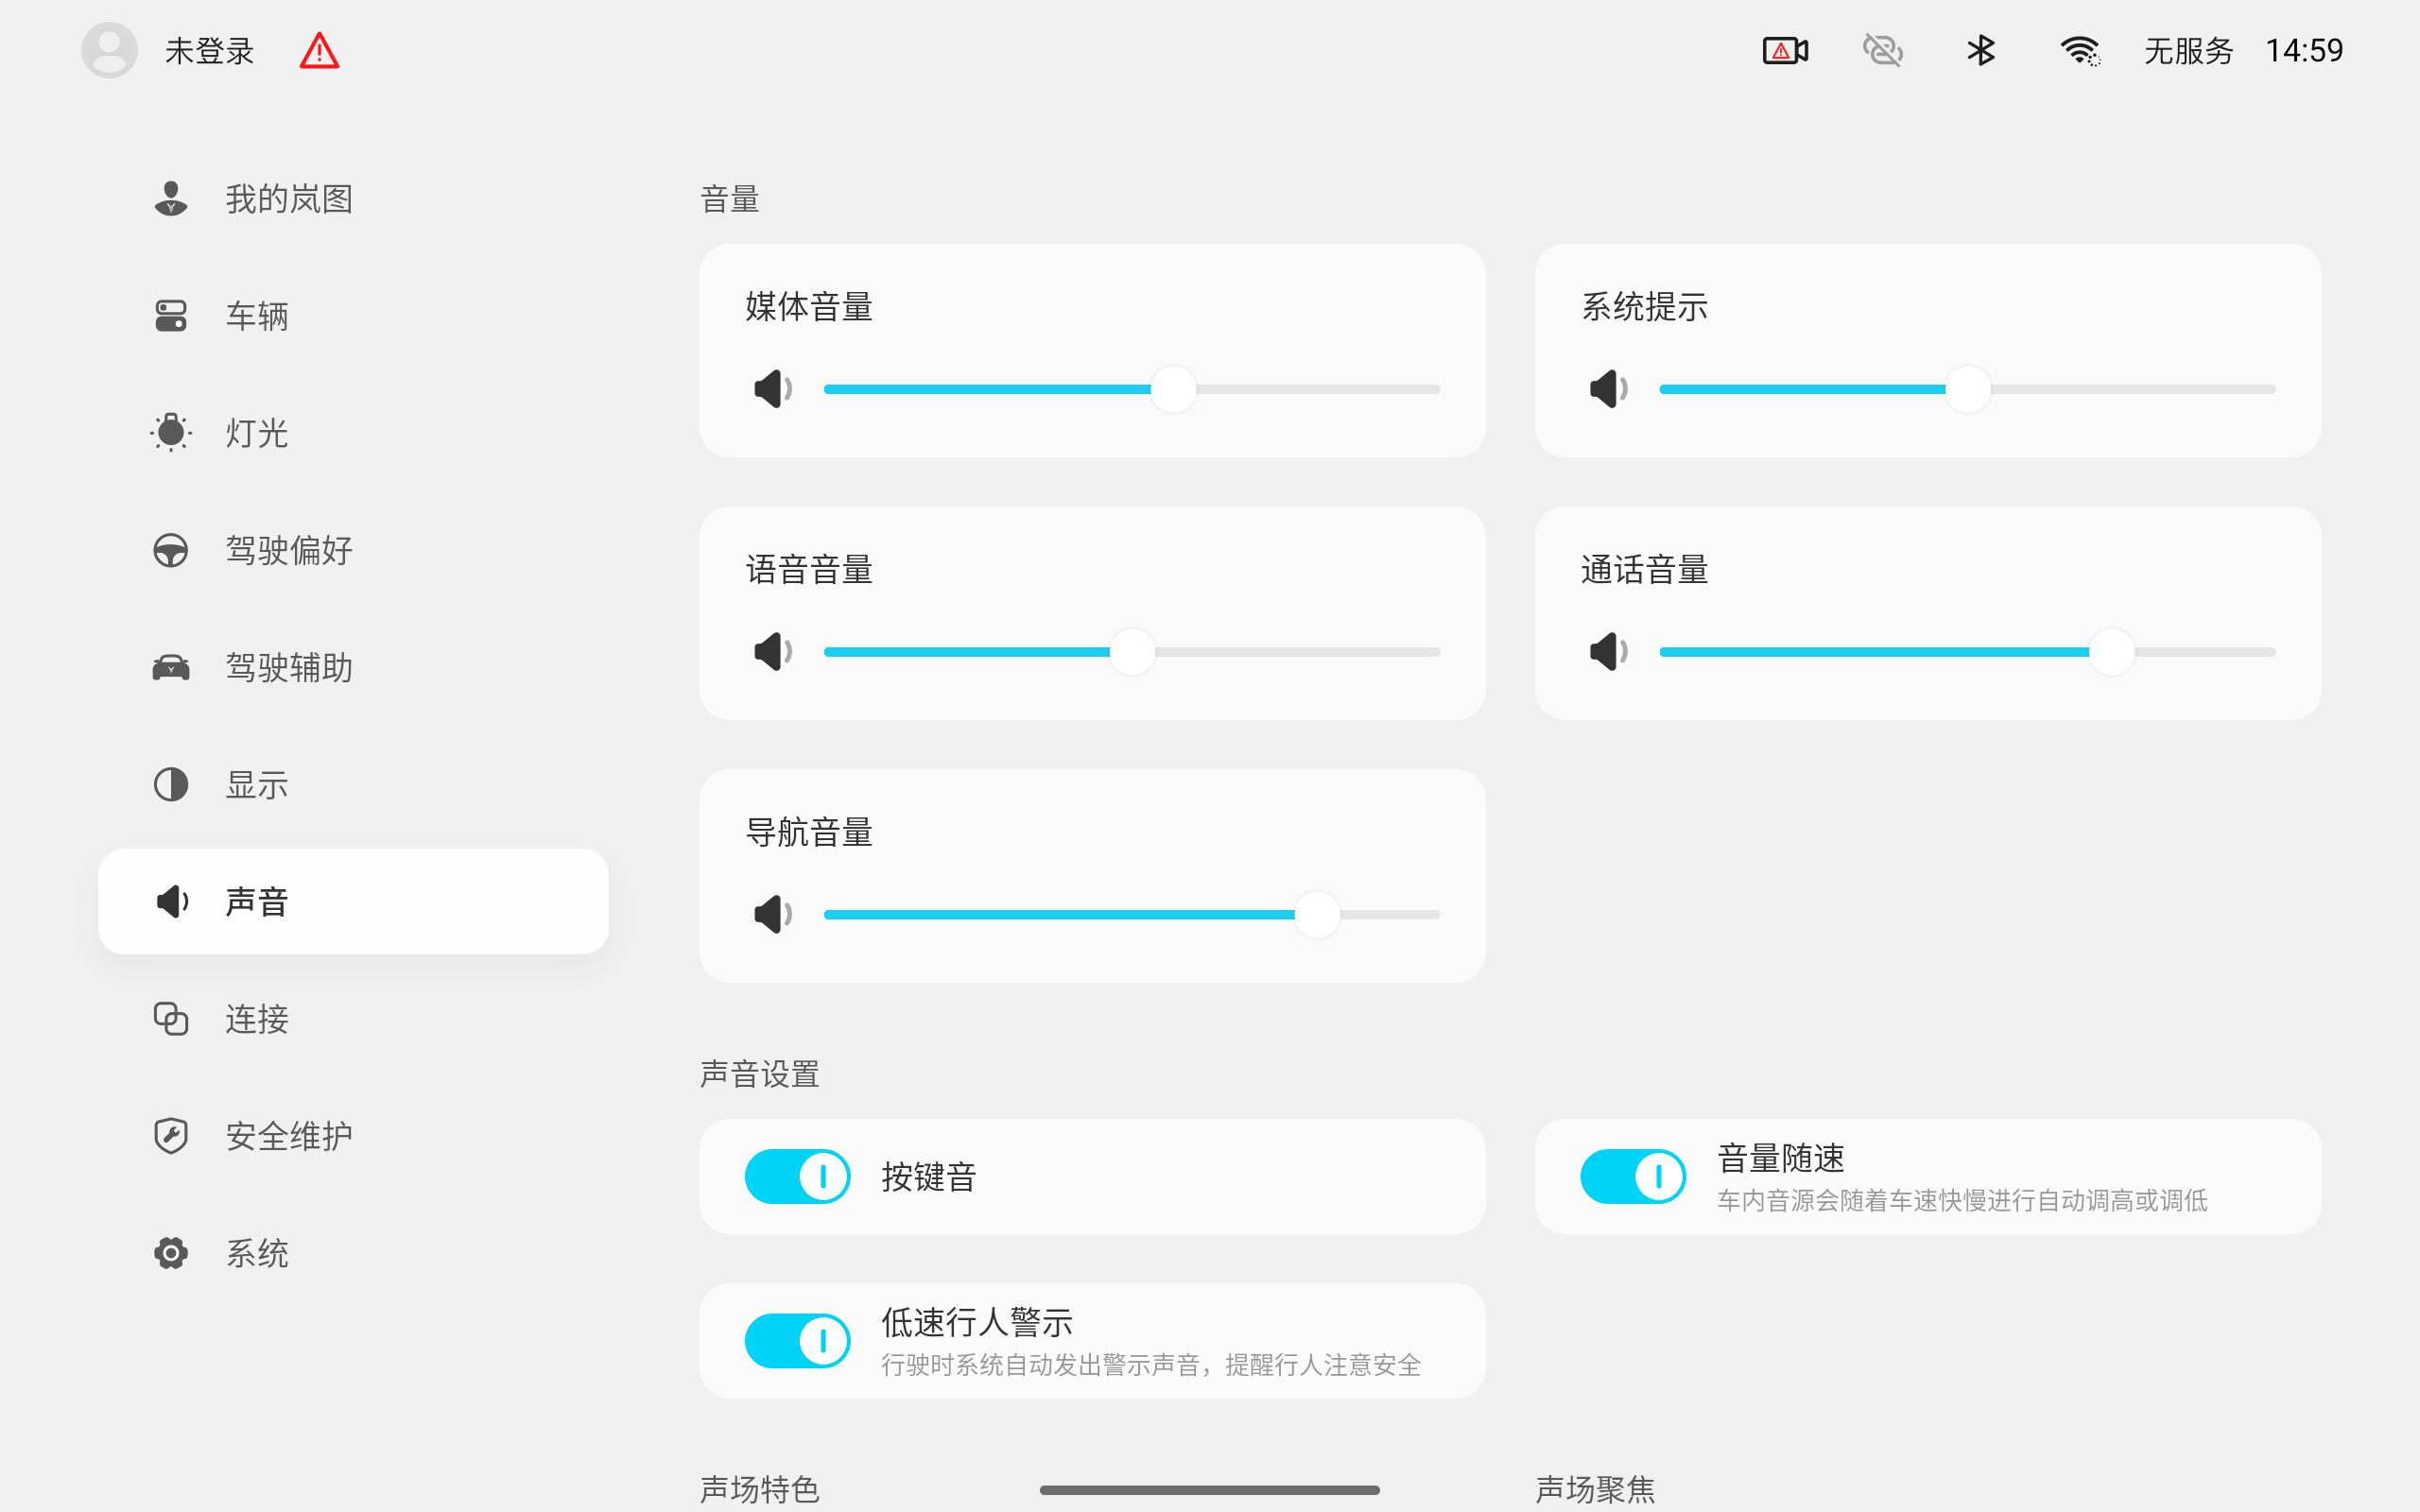 未登录
无服务 14:59
我的岚图
车辆
灯光
驾驶偏好
驾驶辅助
显示
声音
连接
安全维护
系统
音量
媒体音量
系统提示
语音音量
通话音量
导航音量
声音设置
按键音
音量随速
车内音源会随着车速快慢进行自动调高或调低
低速行人警示
行驶时系统自动发出警示声音，提醒行人注意安全
声场特色
声场聚焦